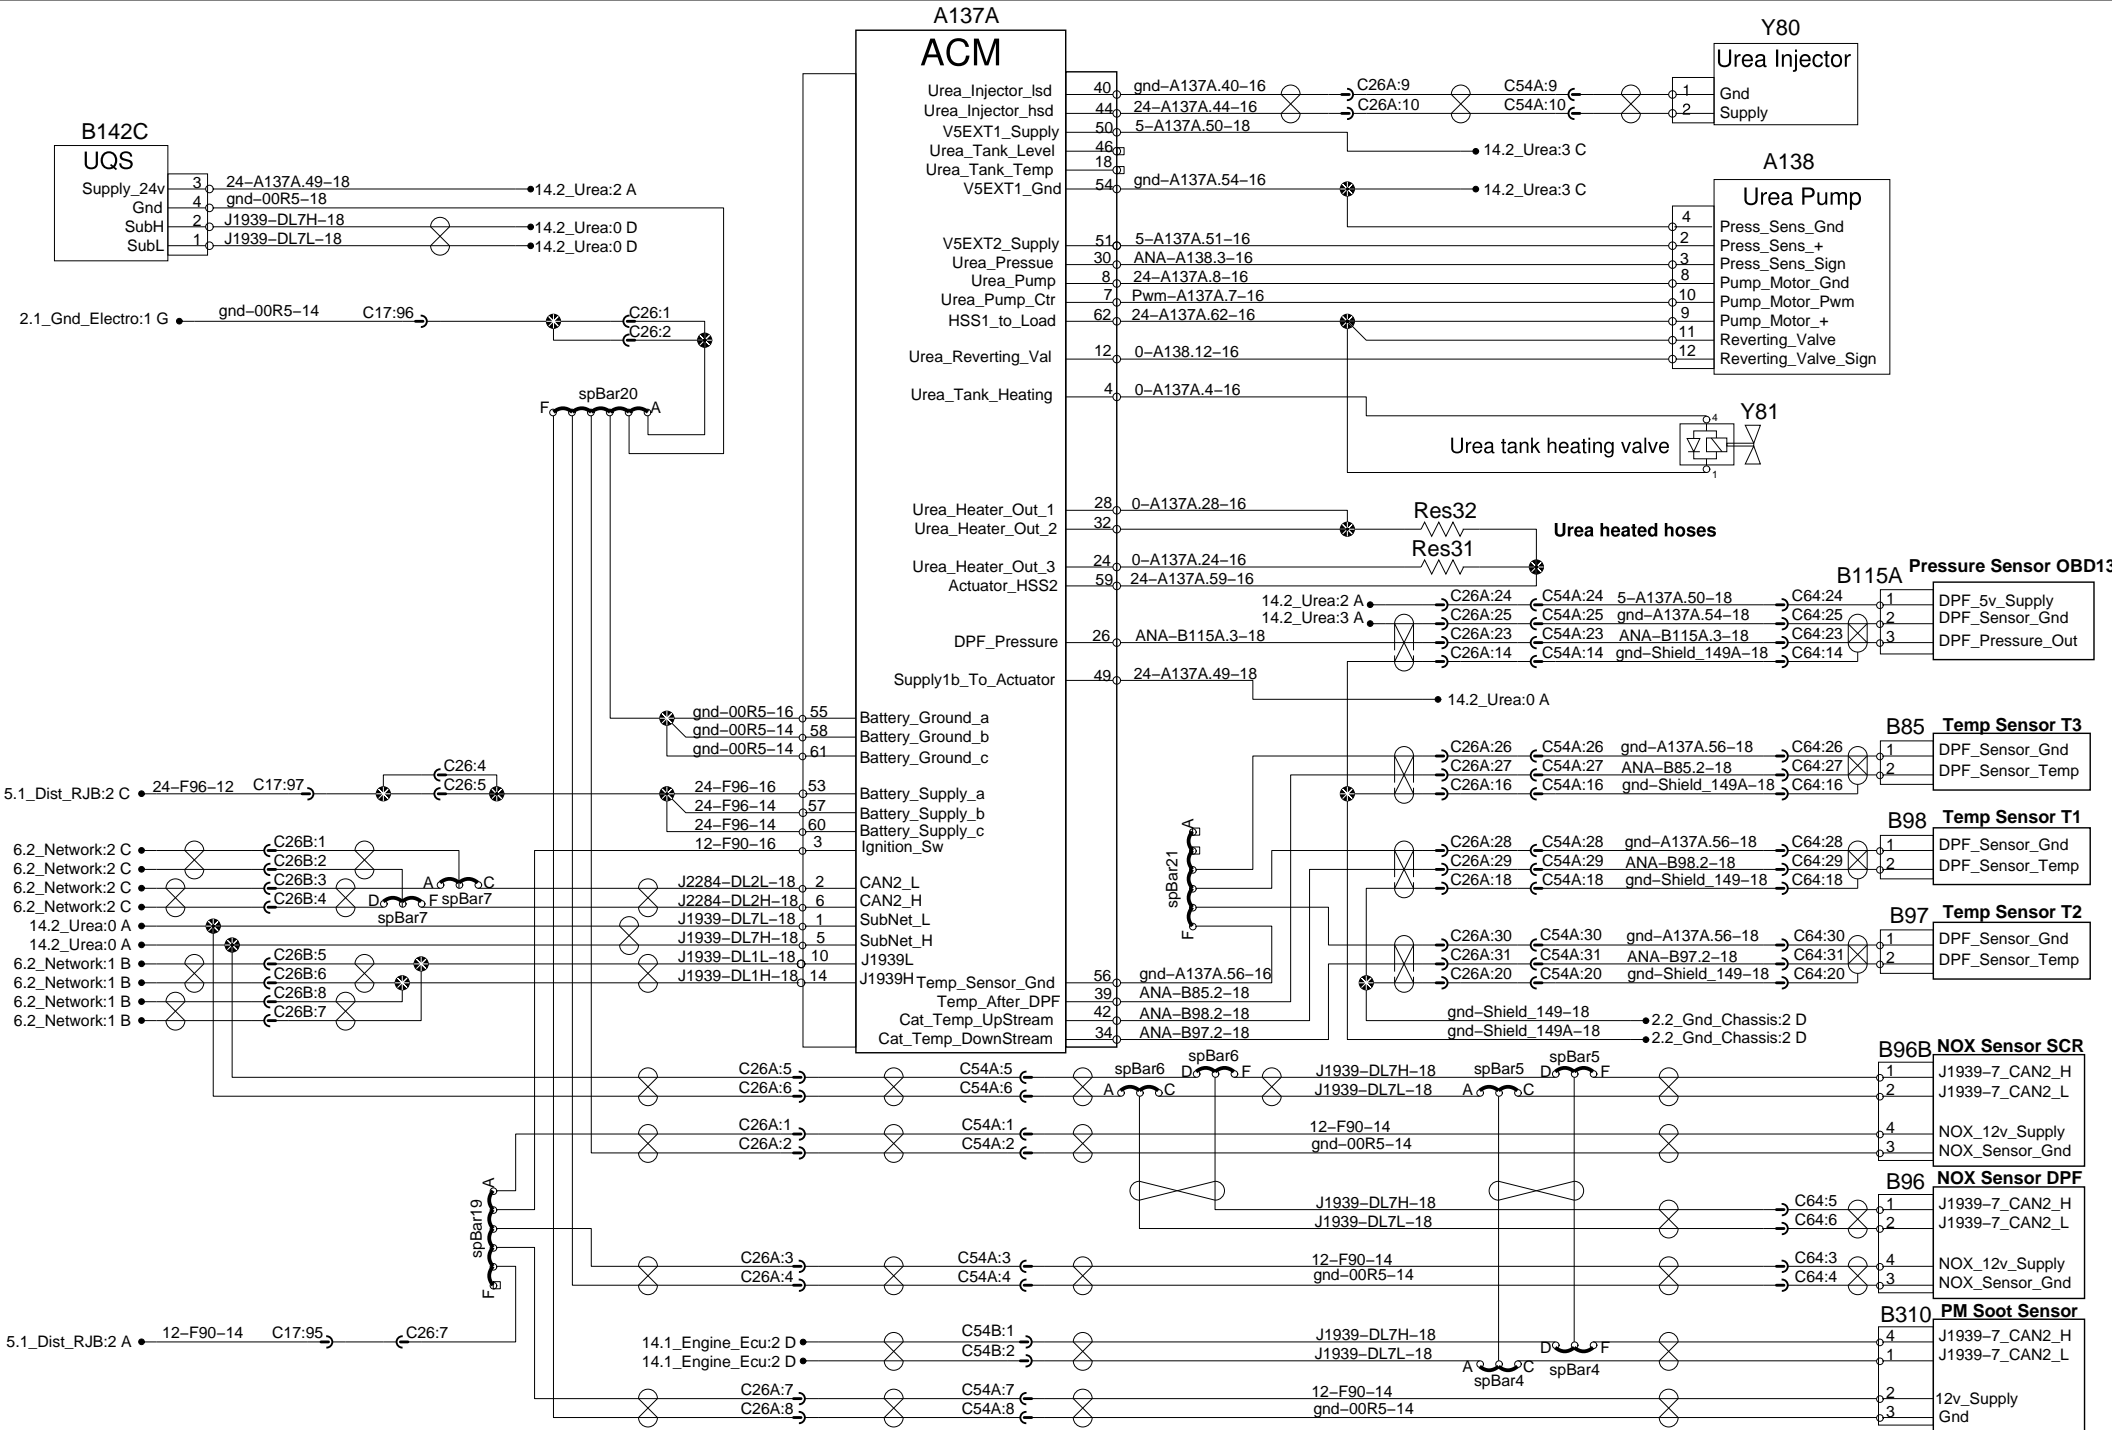 A137A
ACM
Urea_Injector_lsd 40 gnd-A137A.40-16 C26A:9 C54A:9
Urea_Injector_hsd 44 24-A137A.44-16 C26A:10 C54A:10
V5EXT1_Supply 50 5-A137A.50-18 14.2_Urea:3 C
Urea_Tank_Level 46
Urea_Tank_Temp 18
V5EXT1_Gnd 54 gnd-A137A.54-16 14.2_Urea:3 C
V5EXT2_Supply 51 5-A137A.51-16
Urea_Pressue 30 ANA-A138.3-16
Urea_Pump 8 24-A137A.8-16
Urea_Pump_Ctr 7 Pwm-A137A.7-16
HSS1_to_Load 62 24-A137A.62-16
Urea_Reverting_Val 12 0-A138.12-16
Urea_Tank_Heating 4 0-A137A.4-16
Urea_Heater_Out_1 28 0-A137A.28-16
Urea_Heater_Out_2 32
Urea_Heater_Out_3 24 0-A137A.24-16
Actuator_HSS2 59 24-A137A.59-16
DPF_Pressure 26 ANA-B115A.3-18
Supply1b_To_Actuator 49 24-A137A.49-18 14.2_Urea:0 A
Y80
Urea Injector
1 Gnd
2 Supply
A138
Urea Pump
4 Press_Sens_Gnd
2 Press_Sens_+
3 Press_Sens_Sign
8 Pump_Motor_Gnd
10 Pump_Motor_Pwm
9 Pump_Motor_+
11 Reverting_Valve
12 Reverting_Valve_Sign
Y81
4
Urea tank heating valve
1
Res32
Urea heated hoses
Res31
B142C
UQS
Supply_24v 3 24-A137A.49-18 14.2_Urea:2 A
Gnd 4 gnd-00R5-18
SubH 2 J1939-DL7H-18 14.2_Urea:0 D
SubL 1 J1939-DL7L-18 14.2_Urea:0 D
2.1_Gnd_Electro:1 G gnd-00R5-14 C17:96 C26:1
C26:2
spBar20
F A
gnd-00R5-16 55 Battery_Ground_a
gnd-00R5-14 58 Battery_Ground_b
gnd-00R5-14 61 Battery_Ground_c
C26:4
5.1_Dist_RJB:2 C 24-F96-12 C17:97 C26:5
24-F96-16 53 Battery_Supply_a
24-F96-14 57 Battery_Supply_b
24-F96-14 60 Battery_Supply_c
12-F90-16 3 Ignition_Sw
6.2_Network:2 C C26B:1
6.2_Network:2 C C26B:2
6.2_Network:2 C C26B:3 A C J2284-DL2L-18 2 CAN2_L
spBar7
6.2_Network:2 C C26B:4 D F J2284-DL2H-18 6 CAN2_H
spBar7
14.2_Urea:0 A J1939-DL7L-18 1 SubNet_L
14.2_Urea:0 A J1939-DL7H-18 5 SubNet_H
6.2_Network:1 B C26B:5 J1939-DL1L-18 10 J1939L
6.2_Network:1 B C26B:6 J1939-DL1H-18 14 J1939H
6.2_Network:1 B C26B:8
6.2_Network:1 B C26B:7
Temp_Sensor_Gnd 56 gnd-A137A.56-16
Temp_After_DPF 39 ANA-B85.2-18
Cat_Temp_UpStream 42 ANA-B98.2-18
Cat_Temp_DownStream 34 ANA-B97.2-18
A
spBar21
F
B115A Pressure Sensor OBD13
14.2_Urea:2 A C26A:24 C54A:24 5-A137A.50-18 C64:24 1 DPF_5v_Supply
14.2_Urea:3 A C26A:25 C54A:25 gnd-A137A.54-18 C64:25 2 DPF_Sensor_Gnd
C26A:23 C54A:23 ANA-B115A.3-18 C64:23 3 DPF_Pressure_Out
C26A:14 C54A:14 gnd-Shield_149A-18 C64:14
B85 Temp Sensor T3
C26A:26 C54A:26 gnd-A137A.56-18 C64:26 1 DPF_Sensor_Gnd
C26A:27 C54A:27 ANA-B85.2-18 C64:27 2 DPF_Sensor_Temp
C26A:16 C54A:16 gnd-Shield_149A-18 C64:16
B98 Temp Sensor T1
C26A:28 C54A:28 gnd-A137A.56-18 C64:28 1 DPF_Sensor_Gnd
C26A:29 C54A:29 ANA-B98.2-18 C64:29 2 DPF_Sensor_Temp
C26A:18 C54A:18 gnd-Shield_149-18 C64:18
B97 Temp Sensor T2
C26A:30 C54A:30 gnd-A137A.56-18 C64:30 1 DPF_Sensor_Gnd
C26A:31 C54A:31 ANA-B97.2-18 C64:31 2 DPF_Sensor_Temp
C26A:20 C54A:20 gnd-Shield_149-18 C64:20
gnd-Shield_149-18 2.2_Gnd_Chassis:2 D
gnd-Shield_149A-18 2.2_Gnd_Chassis:2 D
B96B NOX Sensor SCR
spBar6 spBar5
C26A:5 C54A:5 spBar6 D F J1939-DL7H-18 spBar5 D F 1 J1939-7_CAN2_H
C26A:6 C54A:6 A C J1939-DL7L-18 A C 2 J1939-7_CAN2_L
C26A:1 C54A:1 12-F90-14 4 NOX_12v_Supply
C26A:2 C54A:2 gnd-00R5-14 3 NOX_Sensor_Gnd
B96 NOX Sensor DPF
A
spBar19
F
J1939-DL7H-18 C64:5 1 J1939-7_CAN2_H
J1939-DL7L-18 C64:6 2 J1939-7_CAN2_L
C26A:3 C54A:3 12-F90-14 C64:3 4 NOX_12v_Supply
C26A:4 C54A:4 gnd-00R5-14 C64:4 3 NOX_Sensor_Gnd
B310 PM Soot Sensor
5.1_Dist_RJB:2 A 12-F90-14 C17:95 C26:7
14.1_Engine_Ecu:2 D C54B:1 J1939-DL7H-18 D F 4 J1939-7_CAN2_H
14.1_Engine_Ecu:2 D C54B:2 J1939-DL7L-18 A C spBar4 1 J1939-7_CAN2_L
spBar4
C26A:7 C54A:7 12-F90-14 2 12v_Supply
C26A:8 C54A:8 gnd-00R5-14 3 Gnd